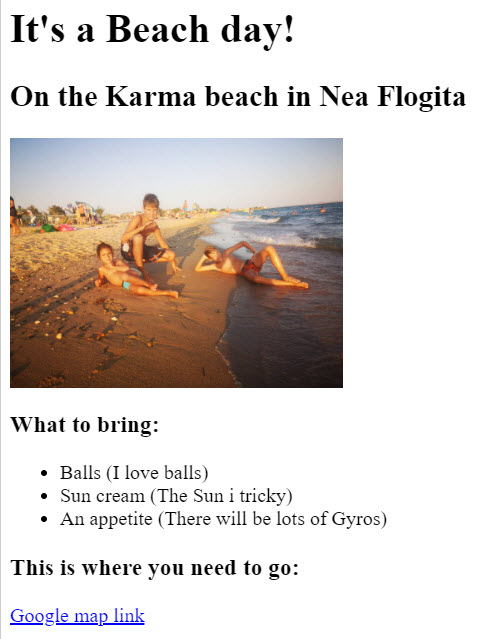 It's a Beach day!
On the Karma beach in Nea Flogita
What to bring:
Balls (I love balls)
Sun cream (The Sun i tricky)
An appetite (There will be lots of Gyros)
This is where you need to go:
Google map link